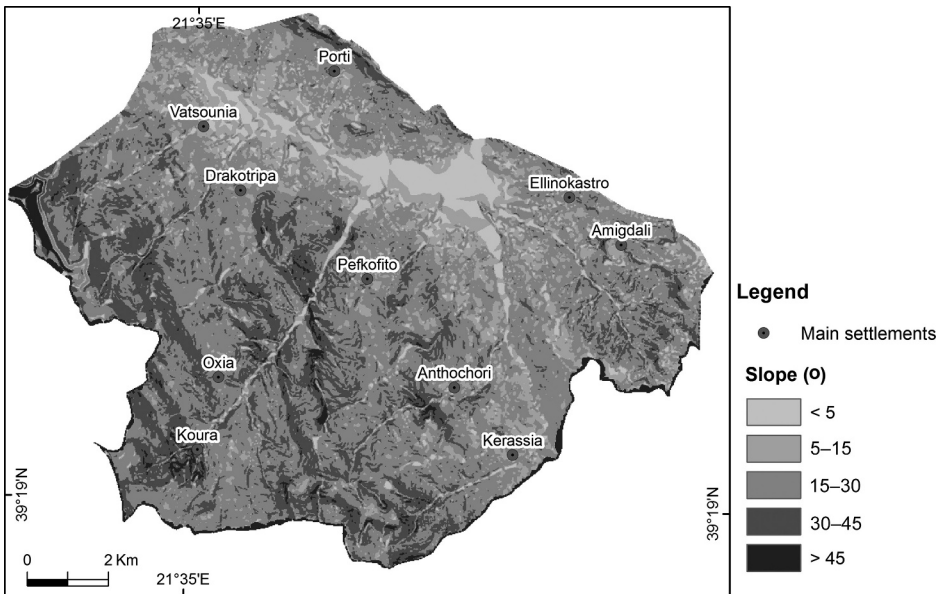 21°35'E
Porti
Vatsounia
Drakotripa
Ellinokastro
Amigdali
Pefkofito
Oxia
Anthochori
Koura
Kerassia
39°19'N
39°19'N
0 2 Km
21°35'E
Legend
Main settlements
Slope (o)
< 5
5–15
15–30
30–45
> 45